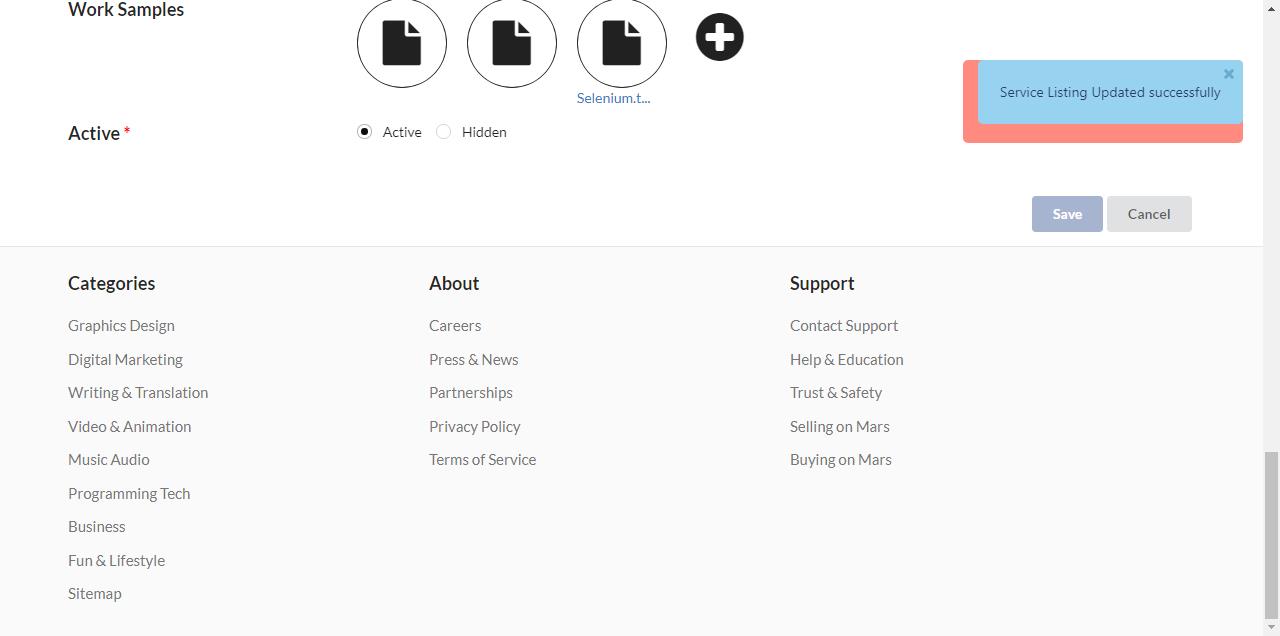 Work Samples
Selenium.t...
Active *
Active
Hidden
×
Service Listing Updated successfully
Save
Cancel
Categories
Graphics Design
Digital Marketing
Writing & Translation
Video & Animation
Music Audio
Programming Tech
Business
Fun & Lifestyle
Sitemap
About
Careers
Press & News
Partnerships
Privacy Policy
Terms of Service
Support
Contact Support
Help & Education
Trust & Safety
Selling on Mars
Buying on Mars